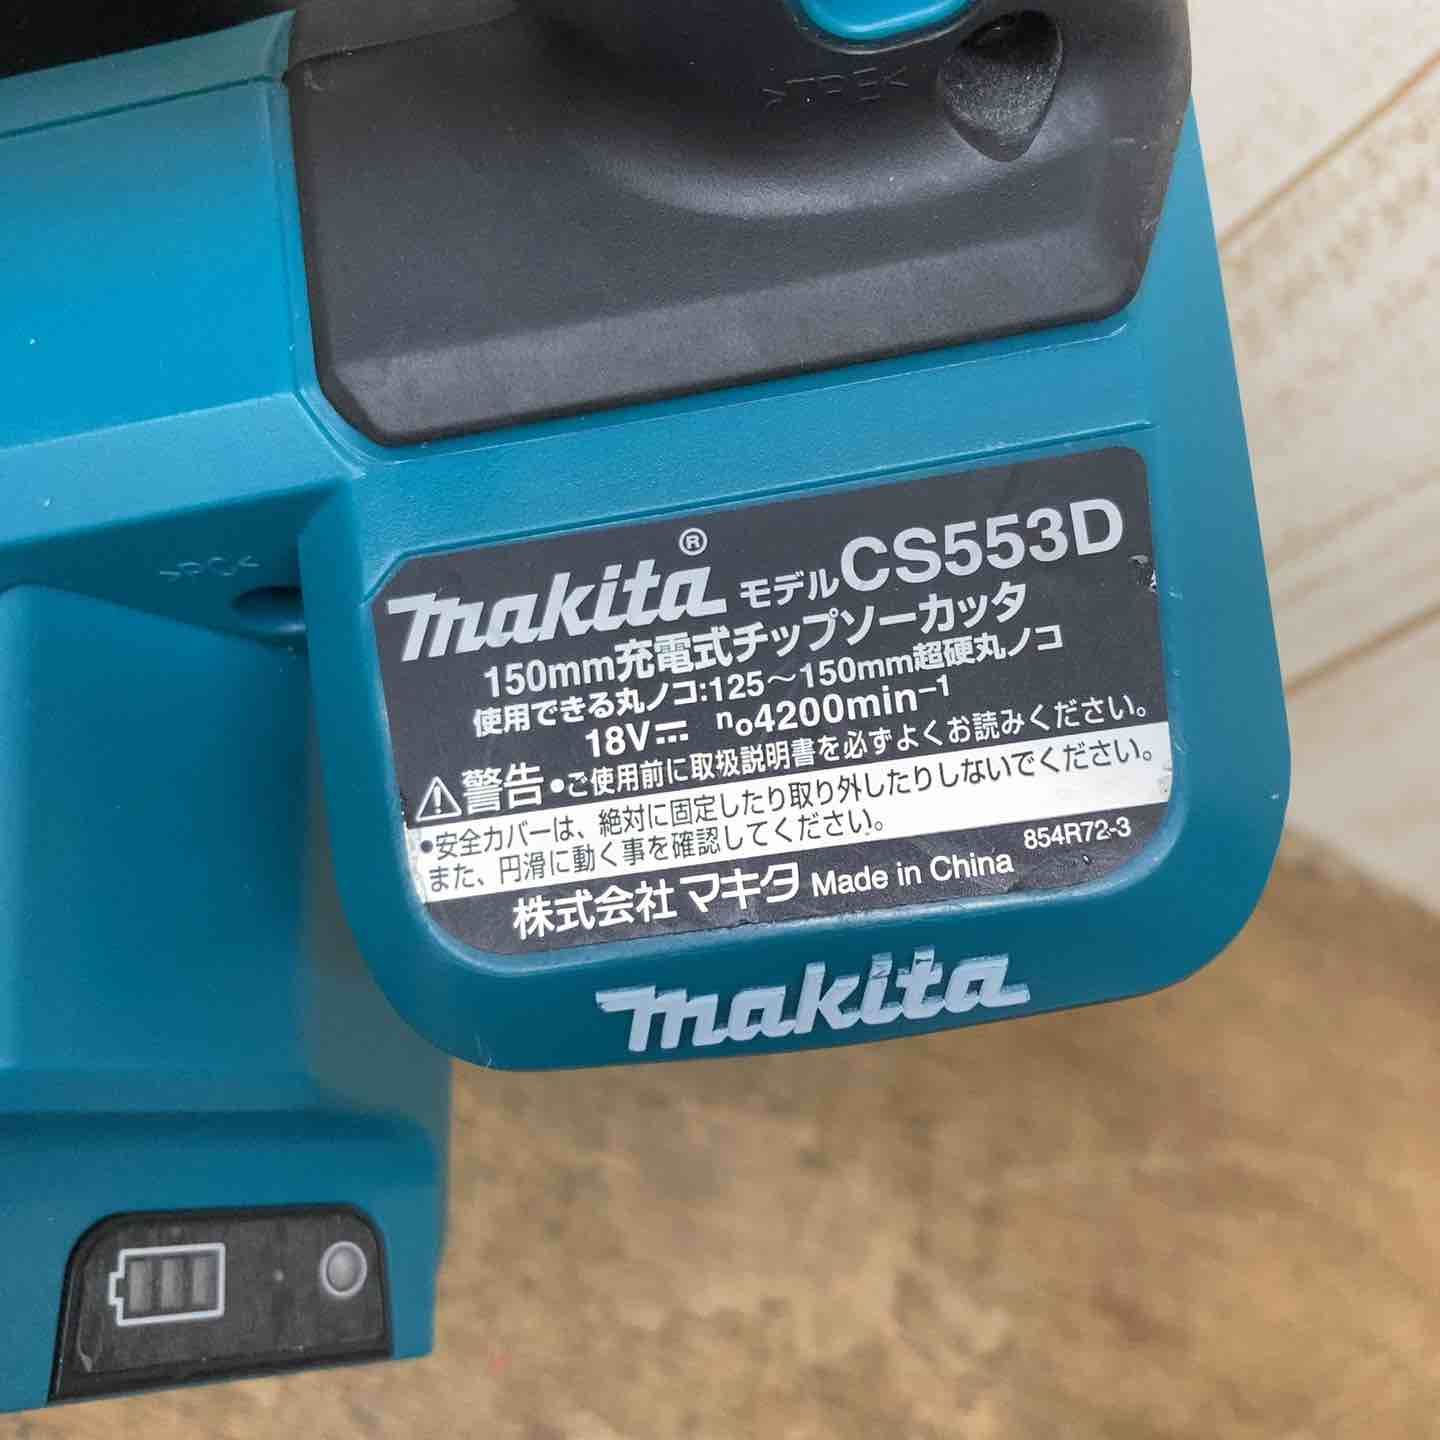 >TPE<
>PC<
makita® モデルCS553D
150mm充電式チップソーカッタ
使用できる丸ノコ:125～150mm超硬丸ノコ
18V⎓ n₀4200min⁻¹
⚠警告 •ご使用前に取扱説明書を必ずよくお読みください。
•安全カバーは、絶対に固定したり取り外したりしないでください。
また、円滑に動く事を確認してください。
株式会社マキタ Made in China 854R72-3
makita